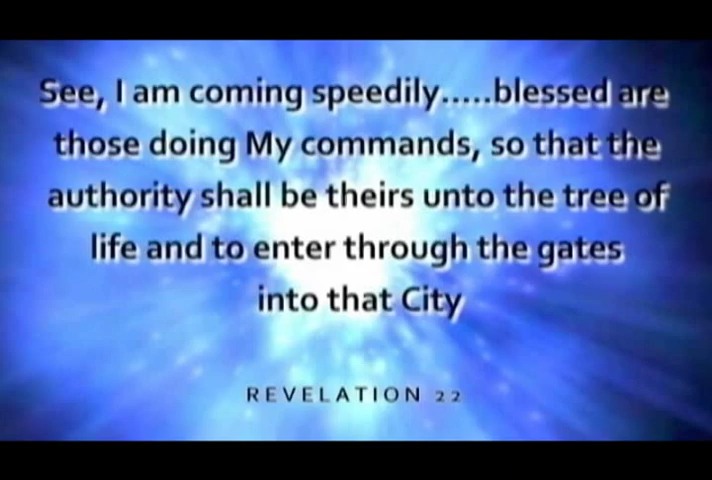 See, I am coming speedily.....blessed are
those doing My commands, so that the
authority shall be theirs unto the tree of
life and to enter through the gates
into that City
REVELATION 22